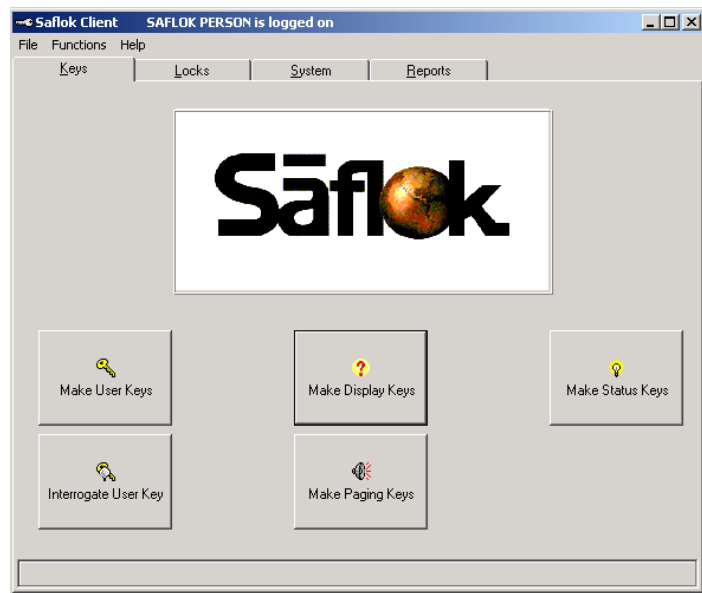 Saflok Client SAFLOK PERSON is logged on
File Functions Help
Keys Locks System Reports
Sāflok
Make User Keys Make Display Keys Make Status Keys
Interrogate User Key Make Paging Keys